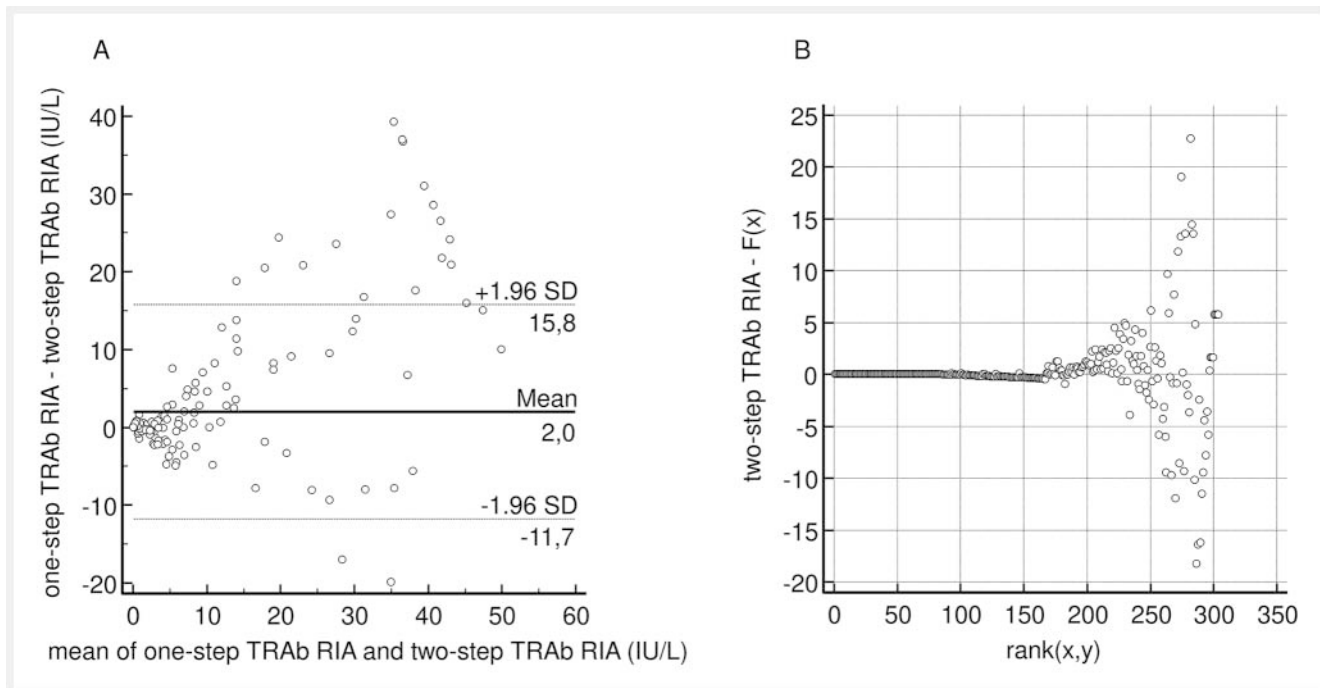 A
one-step TRAb RIA - two-step TRAb RIA (IU/L)
40
30
20
10
0
-10
-20
+1.96 SD
15,8
Mean
2,0
-1.96 SD
-11,7
0 10 20 30 40 50 60
mean of one-step TRAb RIA and two-step TRAb RIA (IU/L)
B
two-step TRAb RIA - F(x)
25
20
15
10
5
0
-5
-10
-15
-20
0 50 100 150 200 250 300 350
rank(x,y)